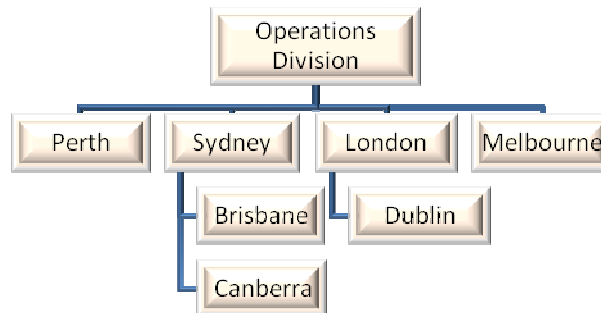 Operations
Division
Perth
Sydney
London
Melbourne
Brisbane
Dublin
Canberra